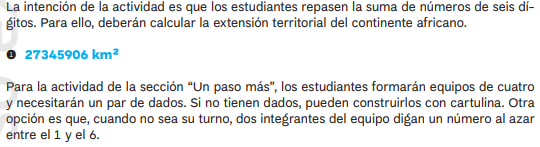 La intención de la actividad es que los estudiantes repasen la suma de números de seis dí-
gitos. Para ello, deberán calcular la extensión territorial del continente africano.
❶ 27345906 km²
Para la actividad de la sección “Un paso más”, los estudiantes formarán equipos de cuatro
y necesitarán un par de dados. Si no tienen dados, pueden construirlos con cartulina. Otra
opción es que, cuando no sea su turno, dos integrantes del equipo digan un número al azar
entre el 1 y el 6.